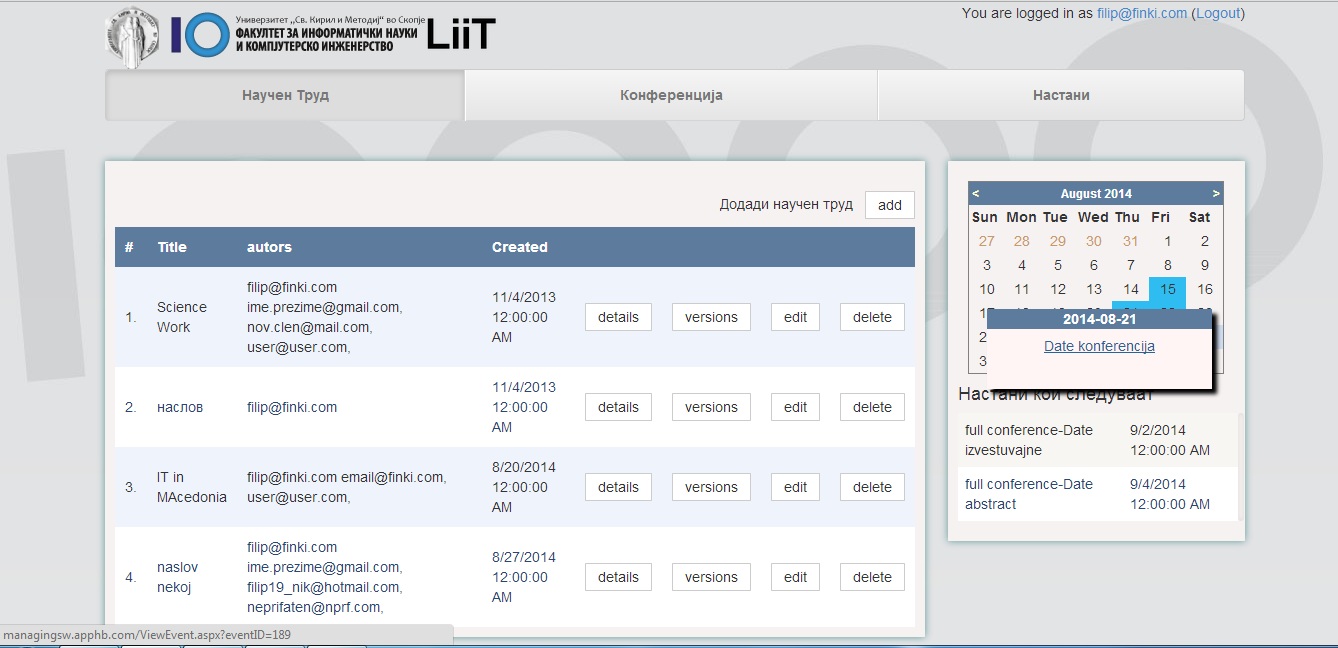 You are logged in as filip@finki.com (Logout)
Универзитет ,,Св. Кирил и Методиј" во Скопје
ФАКУЛТЕТ ЗА ИНФОРМАТИЧКИ НАУКИ
И КОМПЈУТЕРСКО ИНЖЕНЕРСТВО
LiiT
Научен Труд Конференција Настани
Додади научен труд add
# Title autors Created
1. Science Work filip@finki.com ime.prezime@gmail.com, nov.clen@mail.com, user@user.com, 11/4/2013 12:00:00 AM details versions edit delete
2. наслов filip@finki.com 11/4/2013 12:00:00 AM details versions edit delete
3. IT in MAcedonia filip@finki.com email@finki.com, user@user.com, 8/20/2014 12:00:00 AM details versions edit delete
4. naslov nekoj filip@finki.com ime.prezime@gmail.com, filip19_nik@hotmail.com, neprifaten@nprf.com, 8/27/2014 12:00:00 AM details versions edit delete
< August 2014 >
Sun Mon Tue Wed Thu Fri Sat
27 28 29 30 31 1 2
3 4 5 6 7 8 9
10 11 12 13 14 15 16
2014-08-21
Date konferencija
Настани кои следуваат
full conference-Date izvestuvajne 9/2/2014 12:00:00 AM
full conference-Date abstract 9/4/2014 12:00:00 AM
managingsw.apphb.com/ViewEvent.aspx?eventID=189